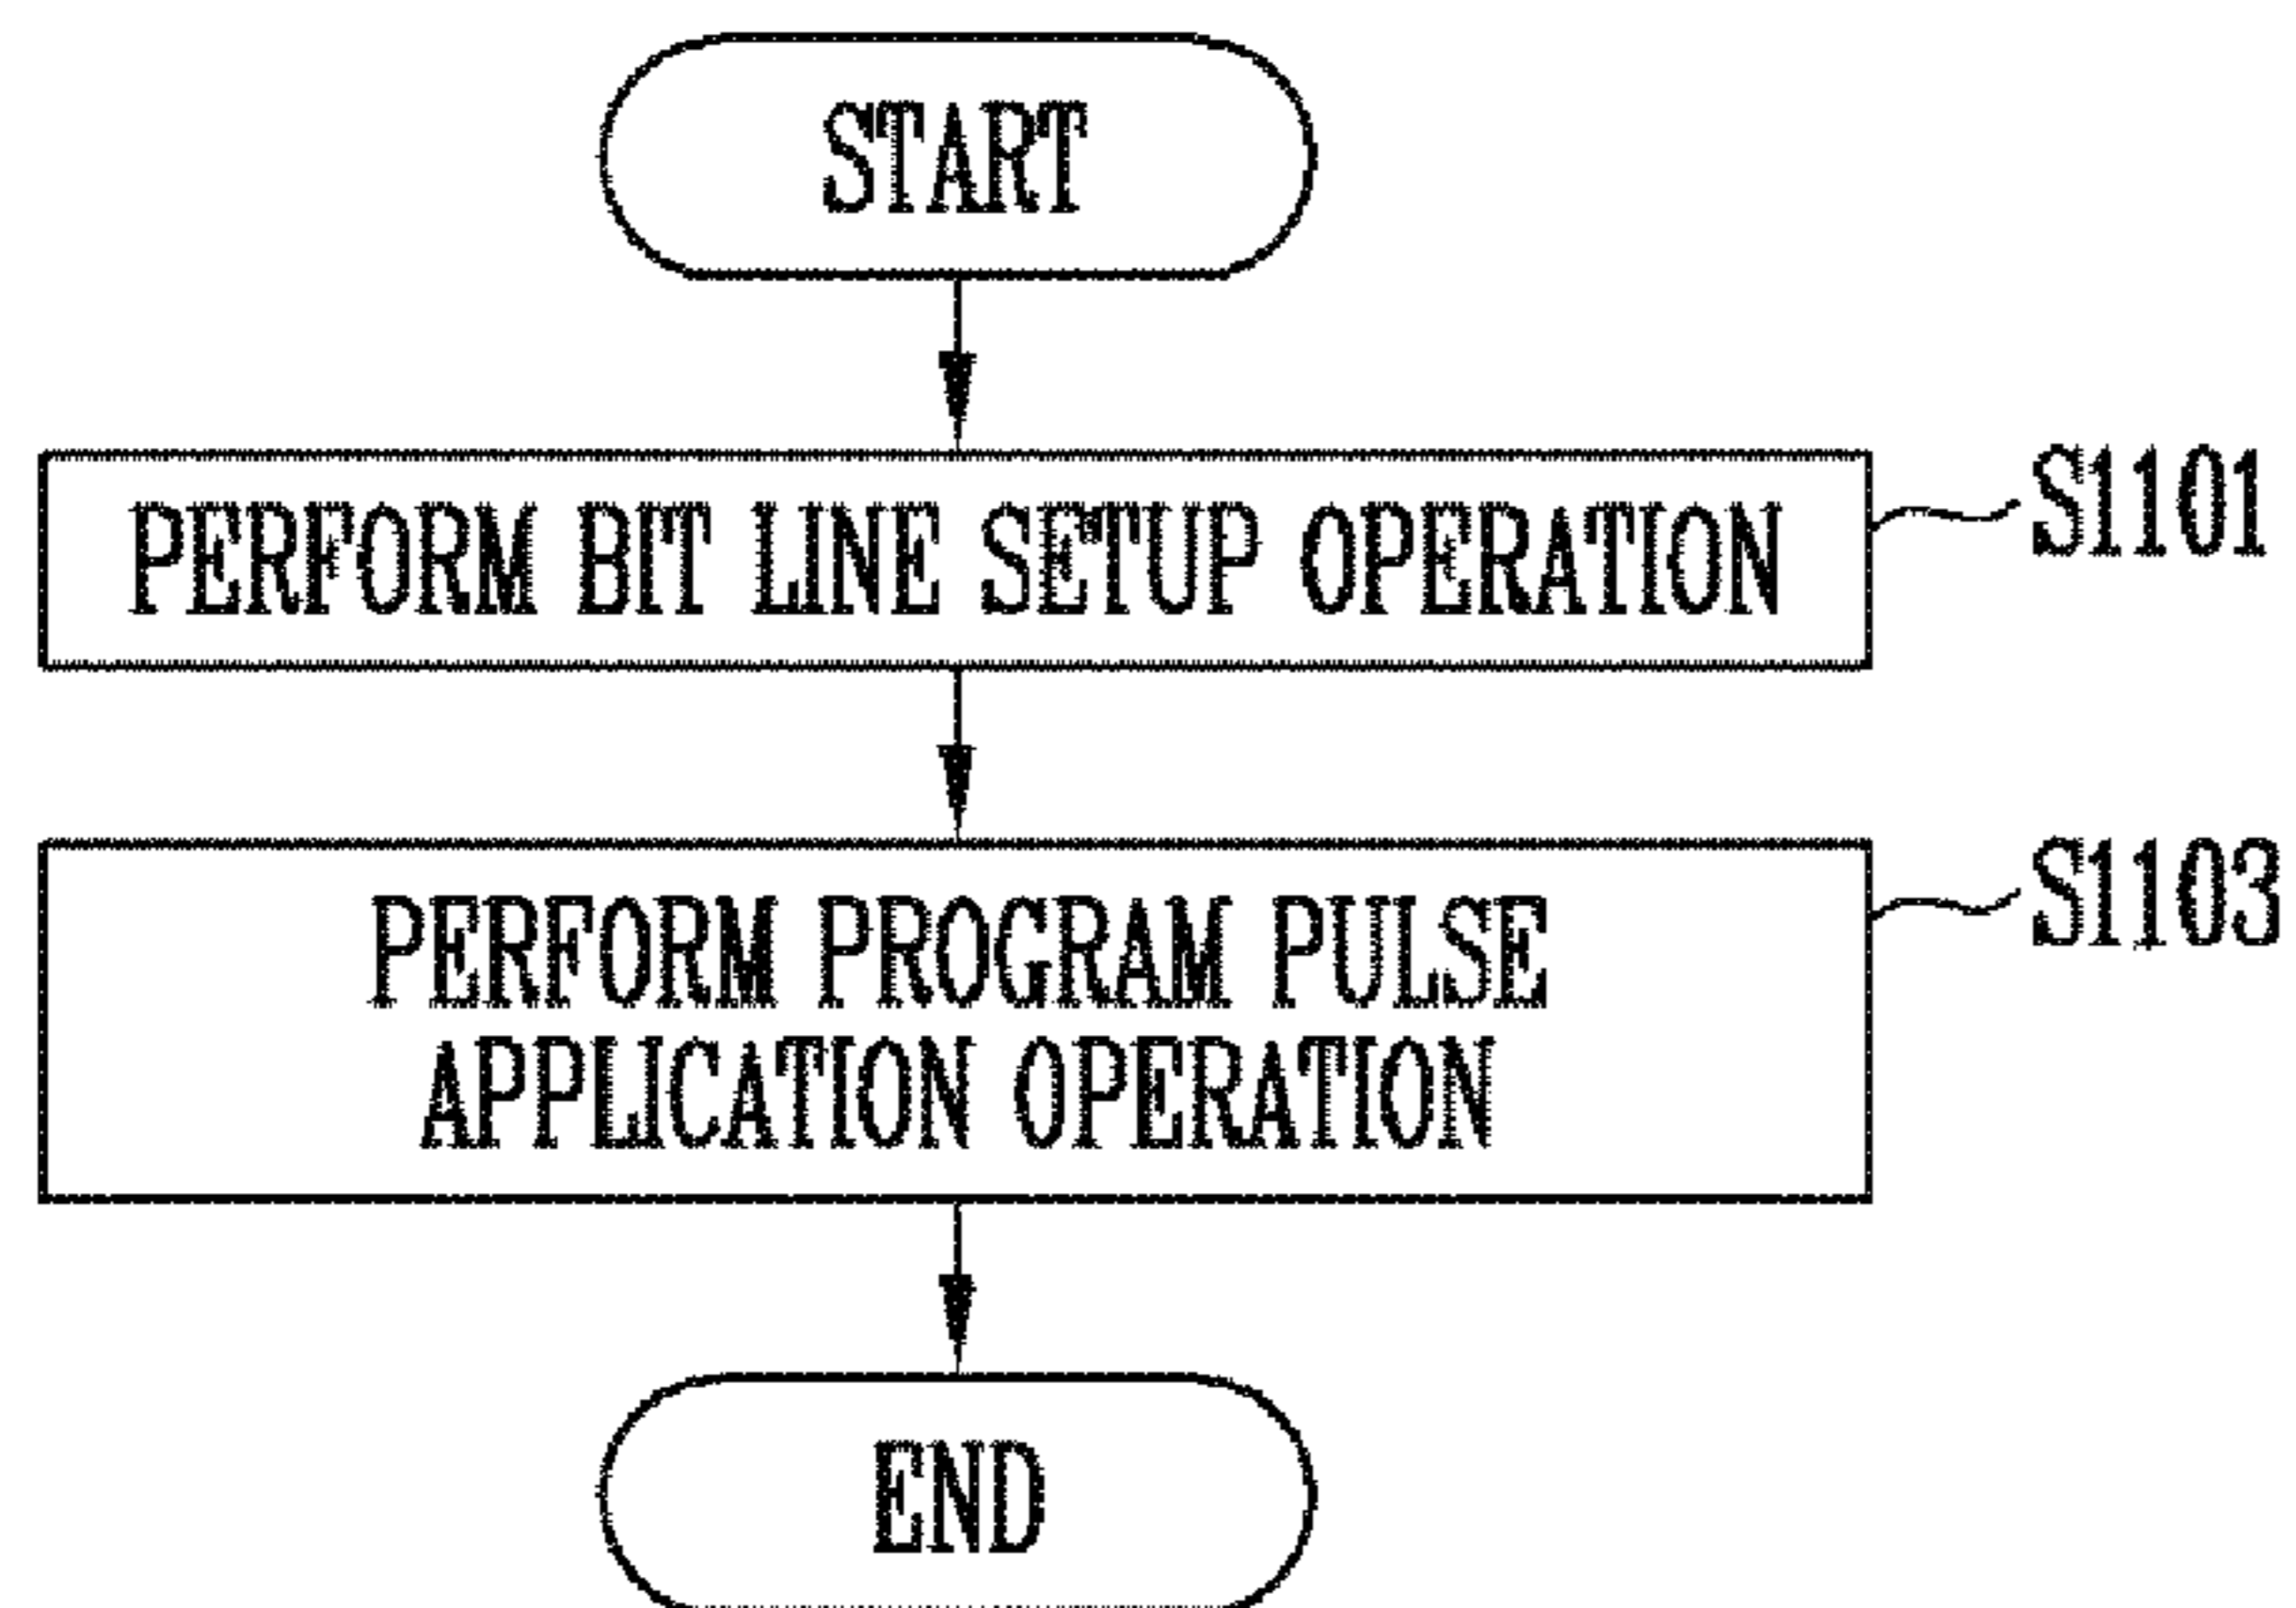 START
PERFORM BIT LINE SETUP OPERATION
S1101
PERFORM PROGRAM PULSE
S1103
APPLICATION OPERATION
END